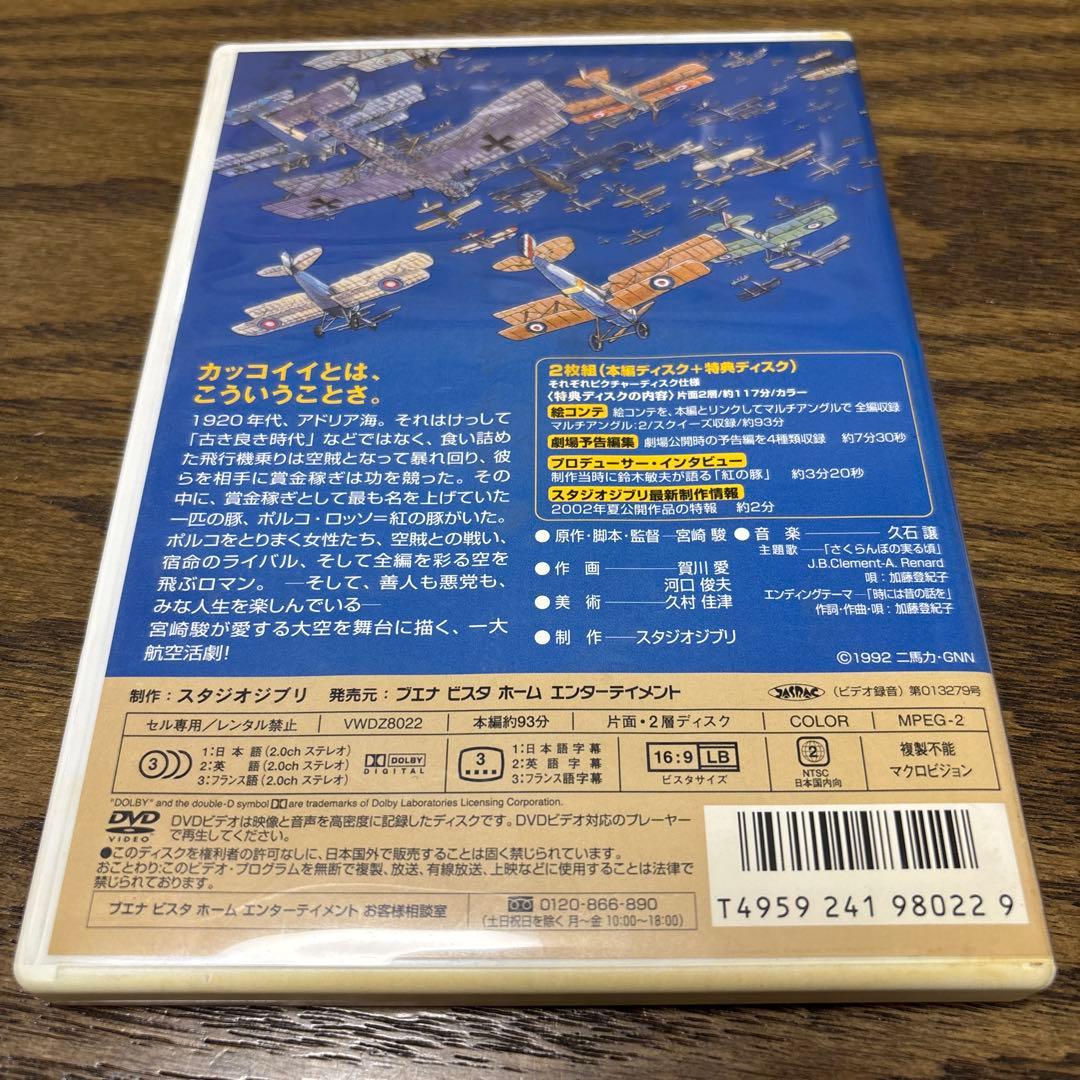 カッコイイとは、
こういうことさ。
1920年代、アドリア海。それはけっして
「古き良き時代」などではなく、食い詰め
た飛行機乗りは空賊となって暴れ回り、彼
らを相手に賞金稼ぎは功を競った。その
中に、賞金稼ぎとして最も名を上げていた
一匹の豚、ポルコ・ロッソ=紅の豚がいた。
ポルコをとりまく女性たち、空賊との戦い、
宿命のライバル、そして全編を彩る空を
飛ぶロマン。 ―そして、善人も悪党も、
みな人生を楽しんでいる―
宮崎駿が愛する大空を舞台に描く、一大
航空活劇!
2枚組(本編ディスク+特典ディスク)
それぞれピクチャーディスク仕様
〈特典ディスクの内容〉片面2層/約117分/カラー
絵コンテ 絵コンテを、本編とリンクしてマルチアングルで 全編収録
マルチアングル:2/スクイーズ収録/約93分
劇場予告編集 劇場公開時の予告編を4種類収録 約7分30秒
プロデューサー・インタビュー
制作当時に鈴木敏夫が語る「紅の豚」 約3分20秒
スタジオジブリ最新制作情報
2002年夏公開作品の特報 約2分
●原作・脚本・監督―宮崎 駿
●作 画―賀川 愛
河口 俊夫
●美 術―久村 佳津
●制 作―スタジオジブリ
●音 楽―久石 譲
主題歌―「さくらんぼの実る頃」
J.B.Clement-A. Renard
唄:加藤登紀子
エンディングテーマ―「時には昔の話を」
作詞・作曲・唄:加藤登紀子
©1992 二馬力・GNN
制作:スタジオジブリ 発売元:ブエナ ビスタ ホーム エンターテイメント
JASRAC (ビデオ録音) 第013279号
セル専用/レンタル禁止 VWDZ8022 本編約93分 片面・2層ディスク COLOR MPEG-2
3
1:日本語(2.0ch ステレオ)
2:英 語(2.0ch ステレオ)
3:フランス語(2.0ch ステレオ)
DOLBY
DIGITAL
3
1:日本語字幕
2:英 語 字 幕
3:フランス語字幕
16:9 LB
ビスタサイズ
2
NTSC
日本国内向
複製不能
マクロビジョン
"DOLBY" and the double-D symbol are trademarks of Dolby Laboratories Licensing Corporation.
DVD
VIDEO
DVDビデオは映像と音声を高密度に記録したディスクです。DVDビデオ対応のプレーヤー
で再生してください。
●このディスクを権利者の許可なしに、日本国外で販売することは固く禁じられています。
おことわり:このビデオ・プログラムを無断で複製、放送、有線放送、上映などに使用することは法律で
禁じられております。
ブエナ ビスタ ホーム エンターテイメント お客様相談室
0120-866-890
(土日祝日を除く 月〜金 10:00〜18:00)
T4959 241 98022 9